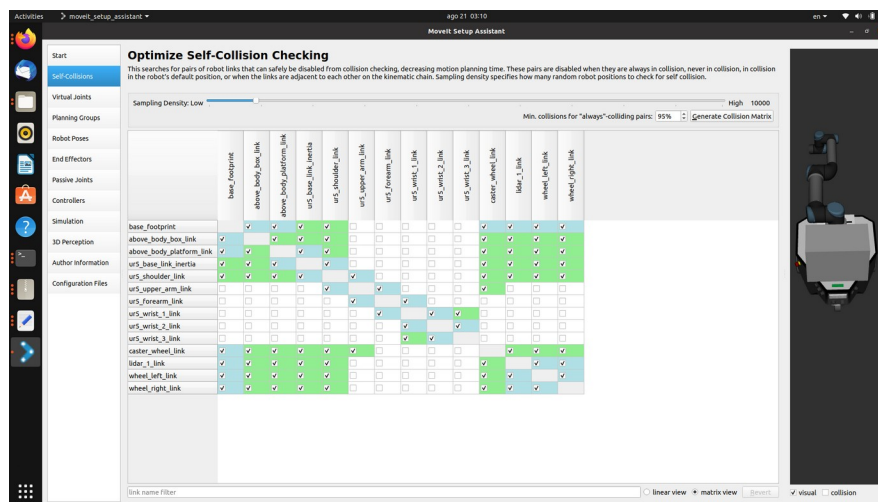 Activities
moveit_setup_assistant
ago 21 03:10
en
MoveIt Setup Assistant
Start
Self-Collisions
Virtual Joints
Planning Groups
Robot Poses
End Effectors
Passive Joints
Controllers
Simulation
3D Perception
Author Information
Configuration Files
Optimize Self-Collision Checking
This searches for pairs of robot links that can safely be disabled from collision checking, decreasing motion planning time. These pairs are disabled when they are always in collision, never in collision, in collision
in the robot's default position, or when the links are adjacent to each other on the kinematic chain. Sampling density specifies how many random robot positions to check for self collision.
Sampling Density: Low
High 10000
Min. collisions for "always"-colliding pairs: 95% Generate Collision Matrix
base_footprint
above_body_box_link
above_body_platform_link
ur5_base_link_inertia
ur5_shoulder_link
ur5_upper_arm_link
ur5_forearm_link
ur5_wrist_1_link
ur5_wrist_2_link
ur5_wrist_3_link
caster_wheel_link
lidar_1_link
wheel_left_link
wheel_right_link
base_footprint
above_body_box_link
above_body_platform_link
ur5_base_link_inertia
ur5_shoulder_link
ur5_upper_arm_link
ur5_forearm_link
ur5_wrist_1_link
ur5_wrist_2_link
ur5_wrist_3_link
caster_wheel_link
lidar_1_link
wheel_left_link
wheel_right_link
link name filter
linear view
matrix view
Revert
visual
collision